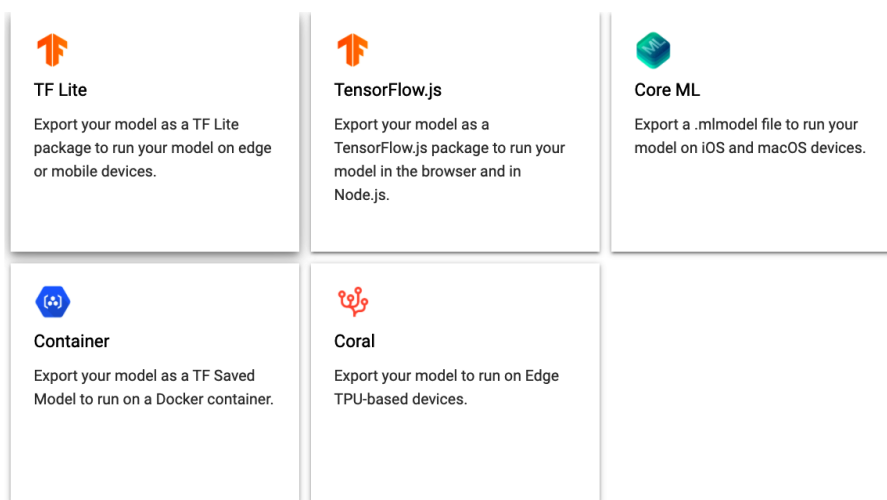 TF Lite
Export your model as a TF Lite
package to run your model on edge
or mobile devices.
TensorFlow.js
Export your model as a
TensorFlow.js package to run your
model in the browser and in
Node.js.
ML
Core ML
Export a .mlmodel file to run your
model on iOS and macOS devices.
Container
Export your model as a TF Saved
Model to run on a Docker container.
Coral
Export your model to run on Edge
TPU-based devices.